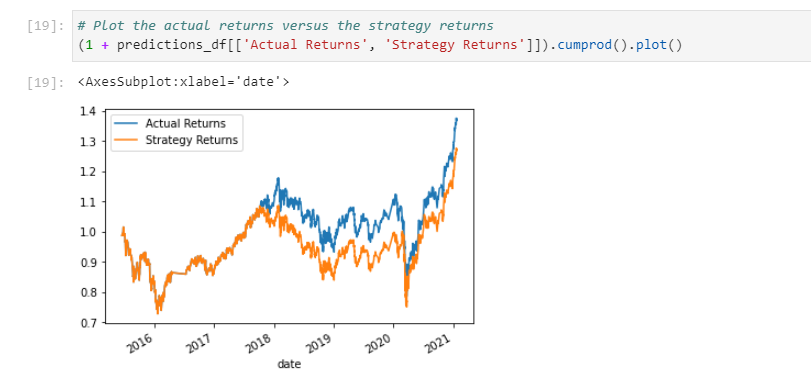 [19]: # Plot the actual returns versus the strategy returns
(1 + predictions_df[['Actual Returns', 'Strategy Returns']]).cumprod().plot()
[19]: <AxesSubplot:xlabel='date'>
1.4
Actual Returns
1.3
Strategy Returns
1.2
1.1
1.0
0.9
0.8
0.7
2016 2017 2018 2019 2020 2021
date